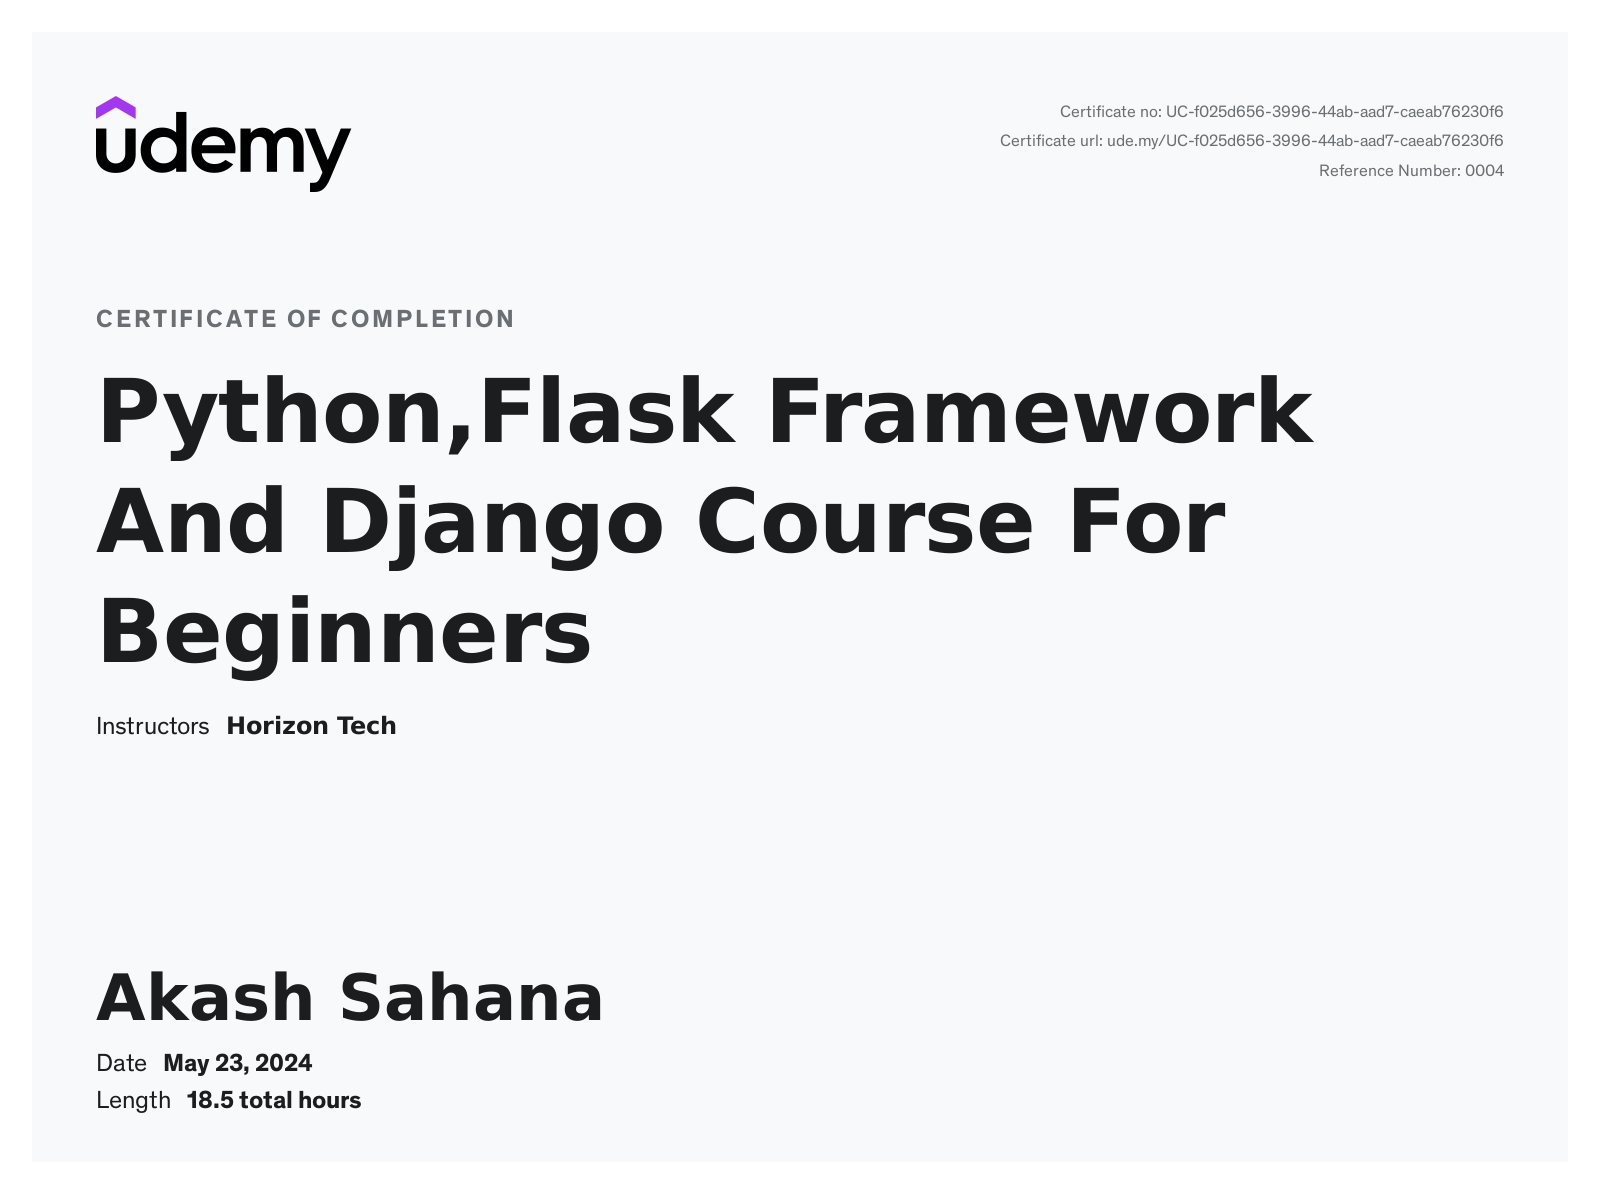 udemy
Certificate no: UC-f025d656-3996-44ab-aad7-caeab76230f6
Certificate url: ude.my/UC-f025d656-3996-44ab-aad7-caeab76230f6
Reference Number: 0004
CERTIFICATE OF COMPLETION
Python,Flask Framework
And Django Course For
Beginners
Instructors Horizon Tech
Akash Sahana
Date May 23, 2024
Length 18.5 total hours